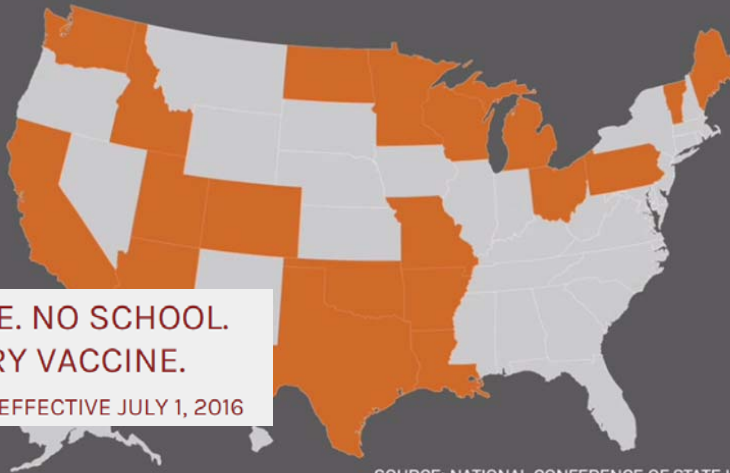 E. NO SCHOOL.
RY VACCINE.
EFFECTIVE JULY 1, 2016
SOURCE: NATIONAL CONFERENCE OF STATE